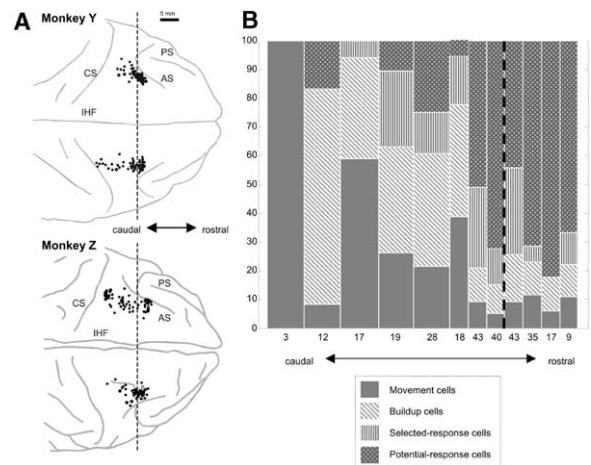 A
Monkey Y
5 mm
PS
CS
AS
IHF
caudal
rostral
Monkey Z
PS
CS
AS
IHF
B
100
90
80
70
60
50
40
30
20
10
0
3 12 17 19 28 18 43 40 43 35 17 9
caudal
rostral
Movement cells
Buildup cells
Selected-response cells
Potential-response cells